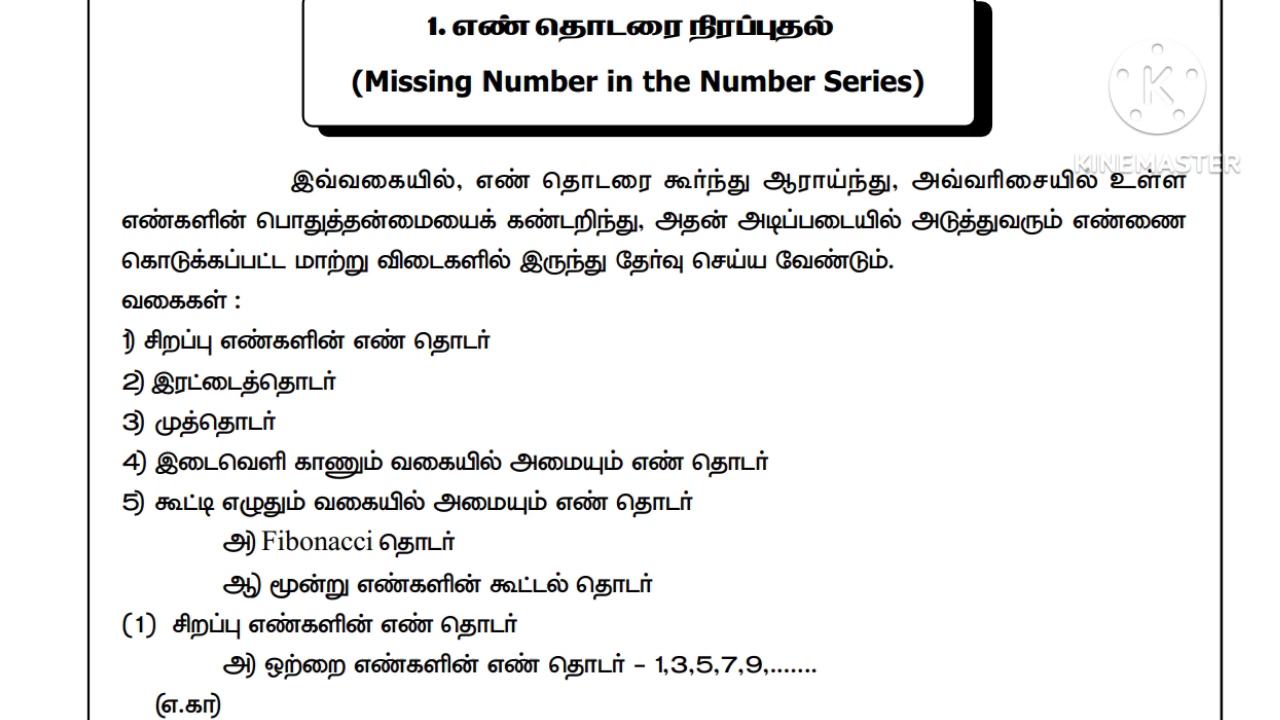 1. எண் தொடரை நிரப்புதல்
(Missing Number in the Number Series)
K
KINEMASTER
இவ்வகையில், எண் தொடரை கூர்ந்து ஆராய்ந்து, அவ்வரிசையில் உள்ள
எண்களின் பொதுத்தன்மையைக் கண்டறிந்து, அதன் அடிப்படையில் அடுத்துவரும் எண்ணை
கொடுக்கப்பட்ட மாற்று விடைகளில் இருந்து தேர்வு செய்ய வேண்டும்.
வகைகள் :
1) சிறப்பு எண்களின் எண் தொடர்
2) இரட்டைத்தொடர்
3) முத்தொடர்
4) இடைவெளி காணும் வகையில் அமையும் எண் தொடர்
5) கூட்டி எழுதும் வகையில் அமையும் எண் தொடர்
அ) Fibonacci தொடர்
ஆ) மூன்று எண்களின் கூட்டல் தொடர்
(1) சிறப்பு எண்களின் எண் தொடர்
அ) ஒற்றை எண்களின் எண் தொடர் – 1,3,5,7,9,.......
(எ.கா)